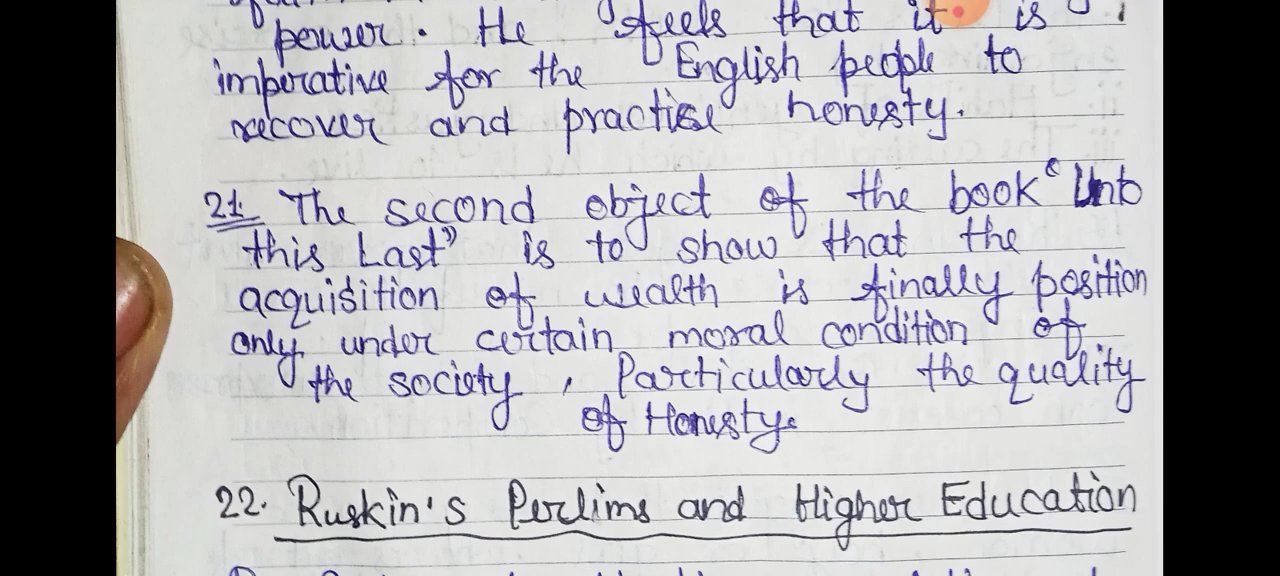 power. He feels that it is
imperative for the English people to
recover and practise honesty.
21. The second object of the book "Unto
this Last" is to show that the
acquisition of wealth is finally position
only under certain moral condition of
the society, Particularly the quality
of Honesty.
22. Ruskin's Perlims and Higher Education